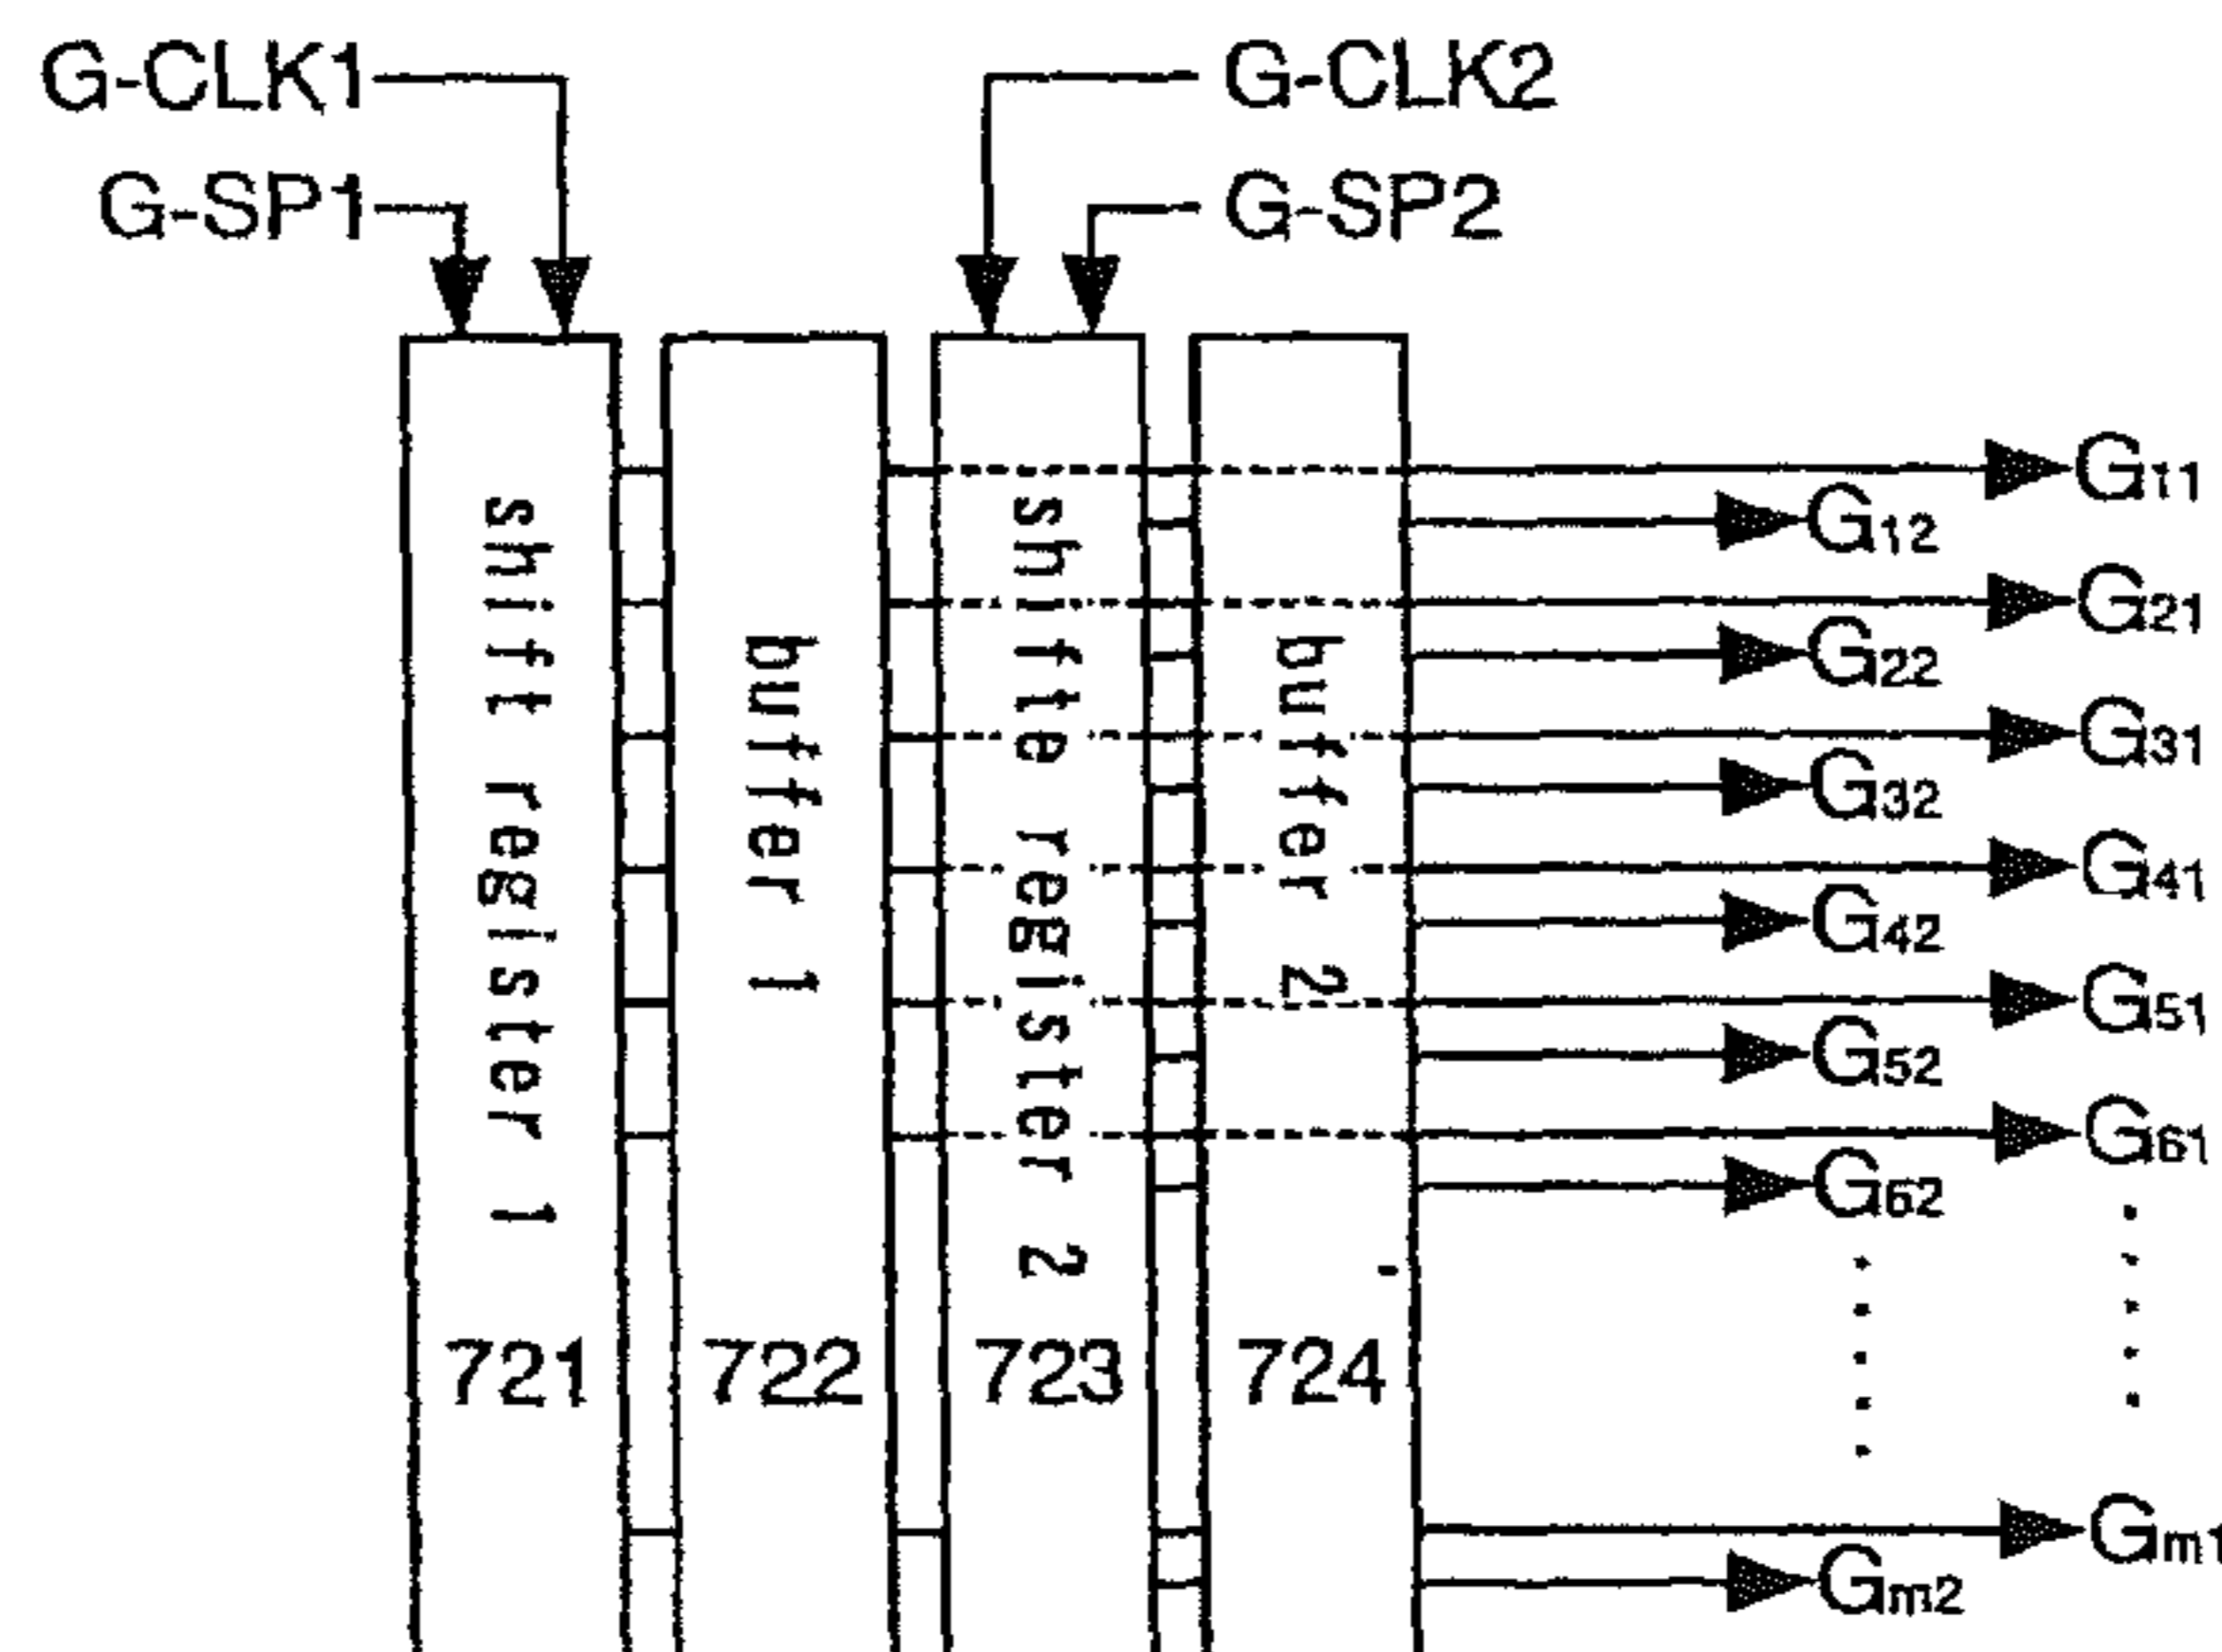 G-CLK1
G-SP1
G-CLK2
G-SP2
shift register 1
721
buffer 1
722
shifte register 2
723
buffer 2
724
G11
G12
G21
G22
G31
G32
G41
G42
G51
G52
G61
G62
Gm1
Gm2